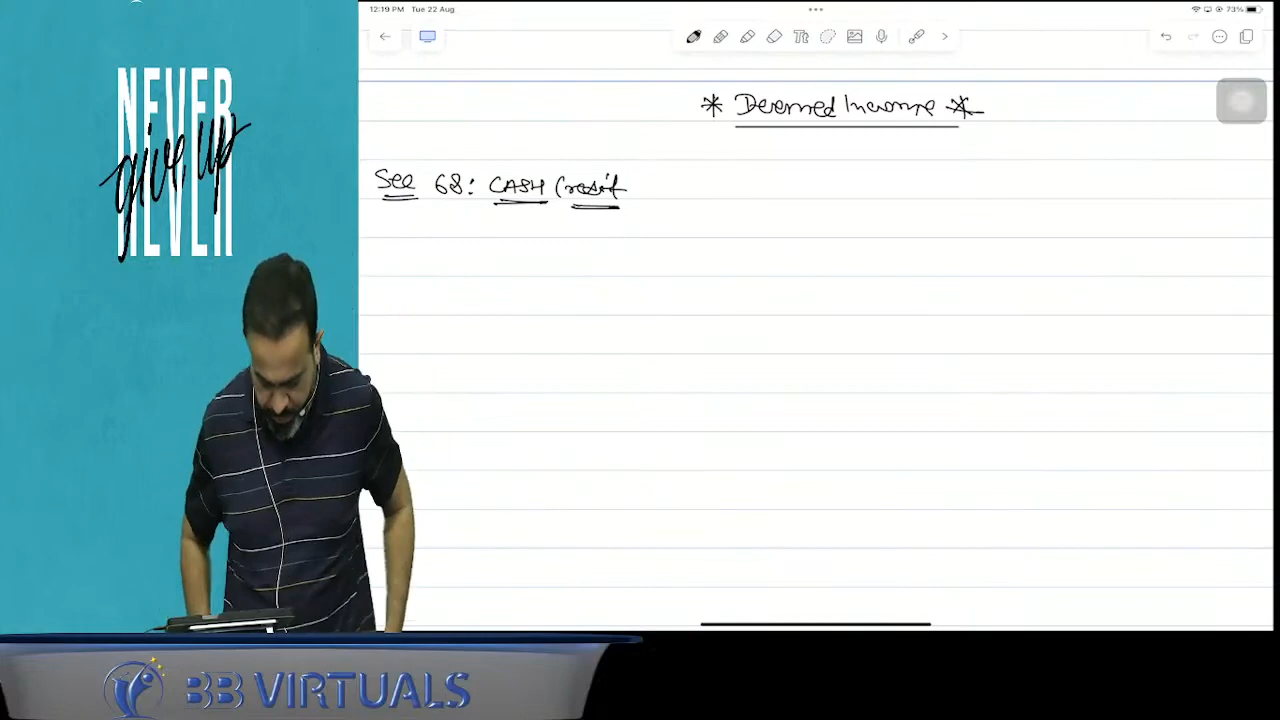 12:19 PM Tue 22 Aug
73%
* Deemed Income *
Sec 68: CASH Credit
NEVER
give up
NEVER
BB VIRTUALS